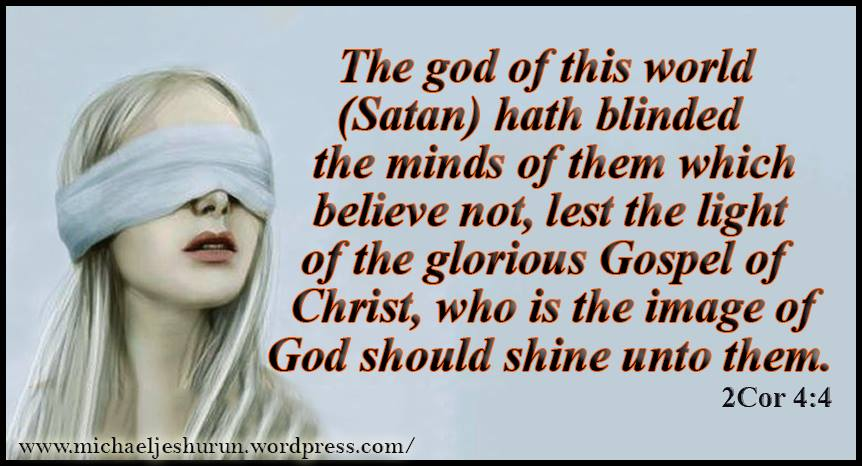 The god of this world
(Satan) hath blinded
the minds of them which
believe not, lest the light
of the glorious Gospel of
Christ, who is the image of
God should shine unto them.
2Cor 4:4
www.michaeljeshurun.wordpress.com/